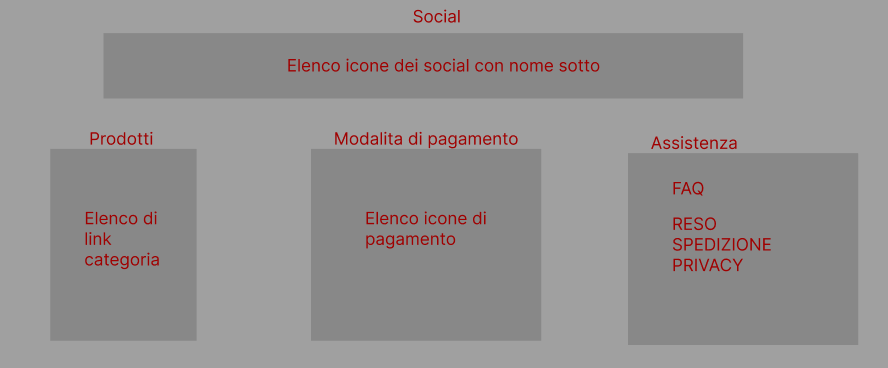 Social
Elenco icone dei social con nome sotto
Prodotti
Elenco di
link
categoria
Modalita di pagamento
Elenco icone di
pagamento
Assistenza
FAQ
RESO
SPEDIZIONE
PRIVACY